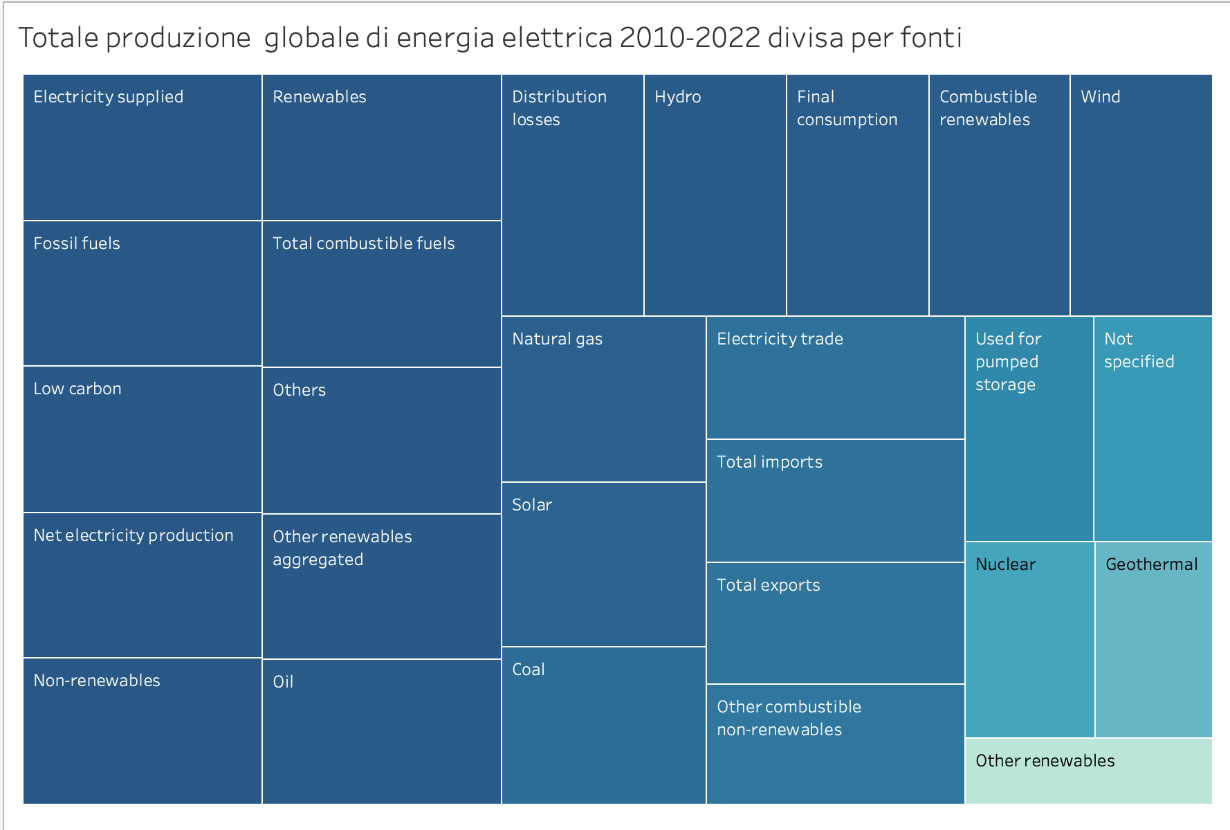 Totale produzione  globale di energia elettrica 2010-2022 divisa per fonti
Electricity supplied
Fossil fuels
Low carbon
Net electricity production
Non-renewables
Renewables
Total combustible fuels
Others
Other renewables
aggregated
Oil
Distribution
losses
Hydro
Final
consumption
Combustible
renewables
Wind
Natural gas
Solar
Coal
Electricity trade
Total imports
Total exports
Other combustible
non-renewables
Used for
pumped
storage
Not
specified
Nuclear
Geothermal
Other renewables